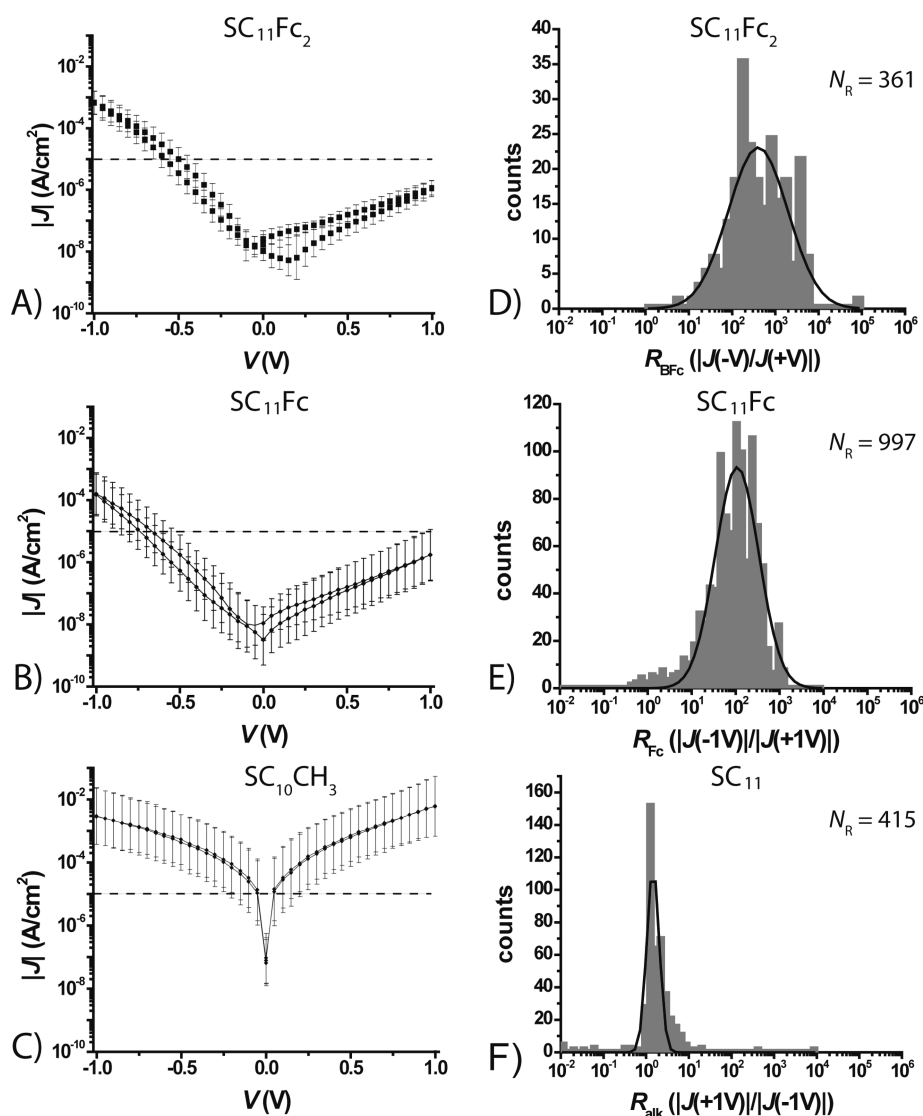 SC₁₁Fc₂
|J| (A/cm²)
10⁻²
10⁻⁴
10⁻⁶
10⁻⁸
10⁻¹⁰
-1.0 -0.5 0.0 0.5 1.0
V (V)
A)
SC₁₁Fc₂
N_R = 361
counts
40
35
30
25
20
15
10
5
0
10⁻² 10⁻¹ 10⁰ 10¹ 10² 10³ 10⁴ 10⁵ 10⁶
R_BFc (|J(-V)/J(+V)|)
D)
SC₁₁Fc
|J| (A/cm²)
10⁻²
10⁻⁴
10⁻⁶
10⁻⁸
10⁻¹⁰
-1.0 -0.5 0.0 0.5 1.0
V (V)
B)
SC₁₁Fc
N_R = 997
counts
120
100
80
60
40
20
0
10⁻² 10⁻¹ 10⁰ 10¹ 10² 10³ 10⁴ 10⁵ 10⁶
R_Fc (|J(-1V)|/|J(+1V)|)
E)
SC₁₀CH₃
|J| (A/cm²)
10⁻²
10⁻⁴
10⁻⁶
10⁻⁸
10⁻¹⁰
-1.0 -0.5 0.0 0.5 1.0
V (V)
C)
SC₁₁
N_R = 415
counts
160
140
120
100
80
60
40
20
0
10⁻² 10⁻¹ 10⁰ 10¹ 10² 10³ 10⁴ 10⁵ 10⁶
R_alk (|J(+1V)|/|J(-1V)|)
F)